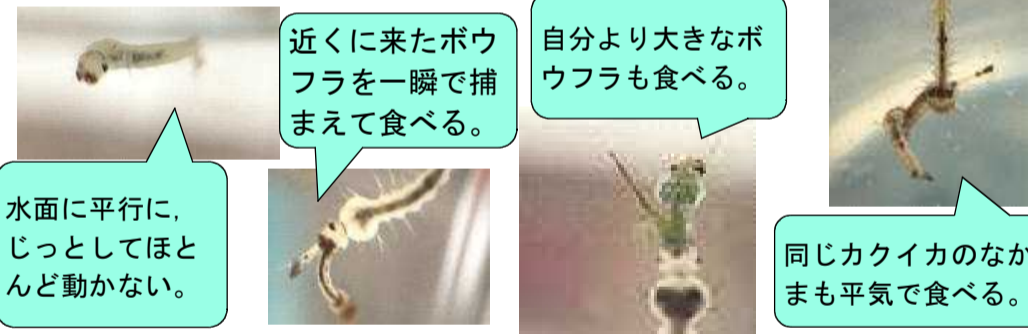 水面に平行に,
じっとしてほと
んど動かない。
近くに来たボウ
フラを一瞬で捕
まえて食べる。
自分より大きなボ
ウフラも食べる。
同じカクイカのなか
まも平気で食べる。